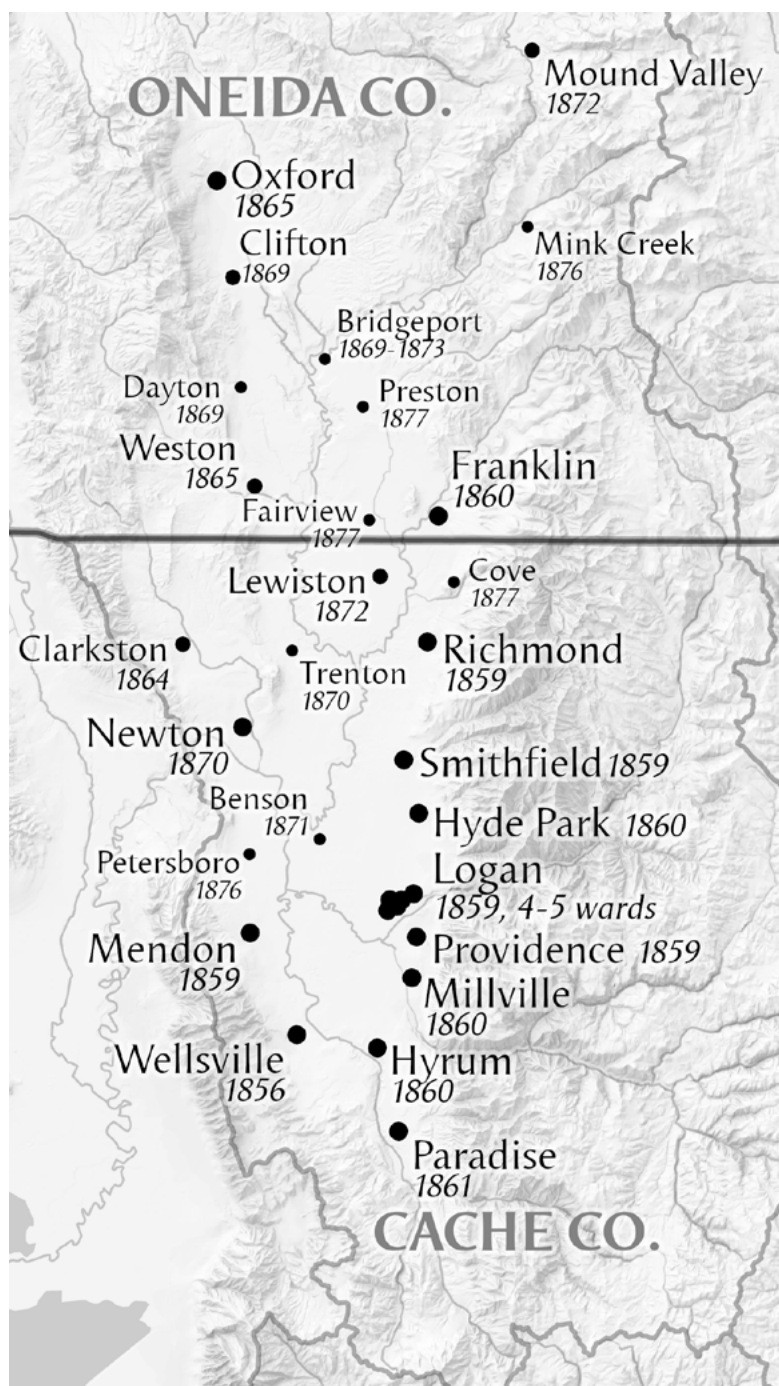 Mound Valley
1872
ONEIDA CO.
Oxford
1865
Clifton
1869
Mink Creek
1876
Bridgeport
1869-1873
Dayton
1869
Preston
1877
Weston
1865
Franklin
1860
Fairview
1877
Lewiston
1872
Cove
1877
Clarkston
1864
Trenton
1870
Richmond
1859
Newton
1870
Smithfield 1859
Benson
1871
Hyde Park 1860
Petersboro
1876
Logan
1859, 4-5 wards
Mendon
1859
Providence 1859
Millville
1860
Wellsville
1856
Hyrum
1860
Paradise
1861
CACHE CO.